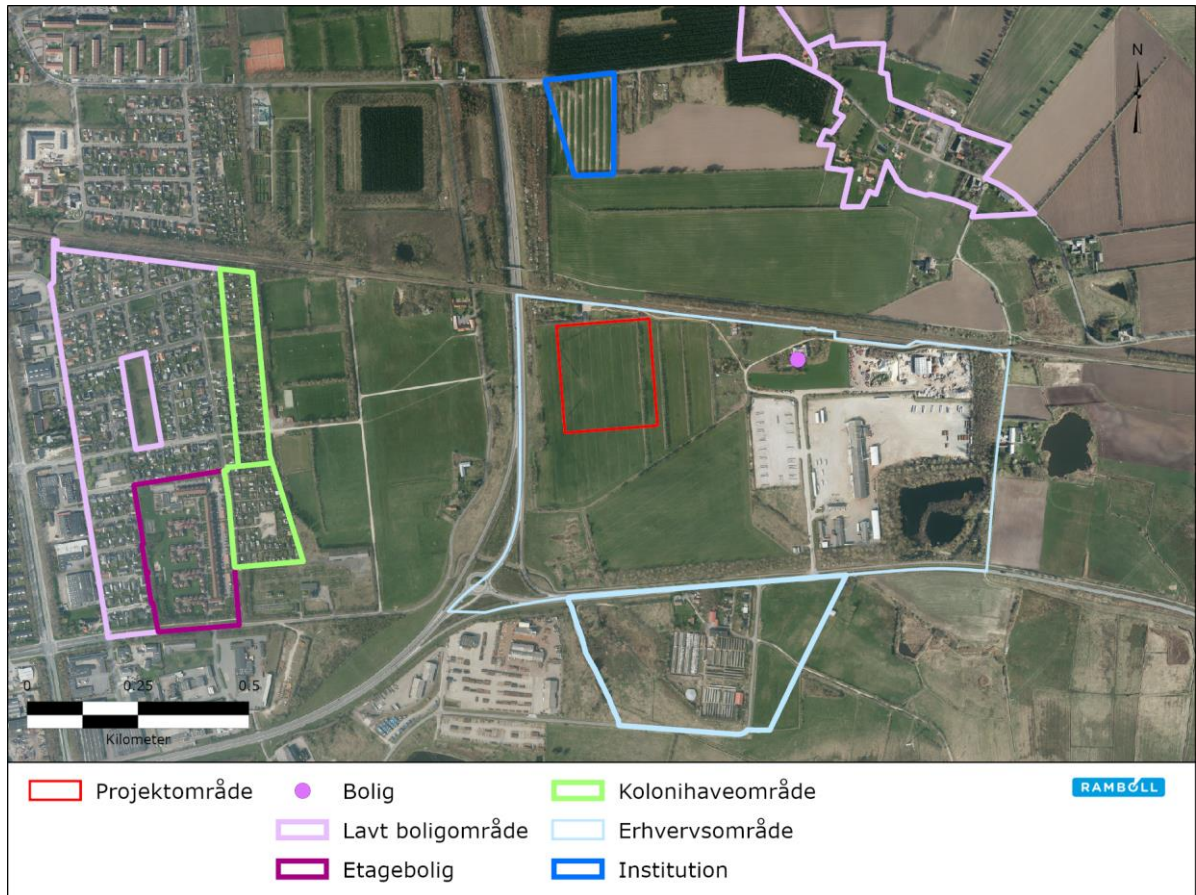 N
0 0.25 0.5
Kilometer
Projektområde Bolig Kolonihaveområde
Lavt boligområde Erhvervsområde
Etagebolig Institution
RAMBOLL